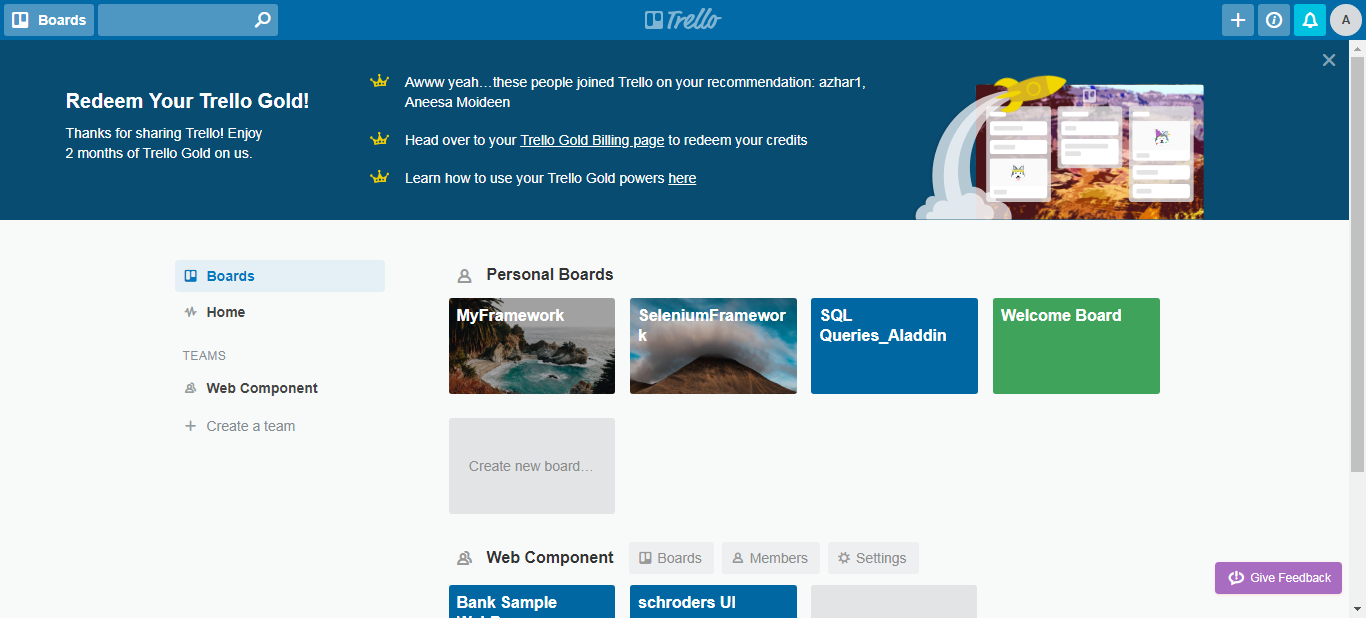 Boards
Trello
A
Redeem Your Trello Gold!
Thanks for sharing Trello! Enjoy
2 months of Trello Gold on us.
Awww yeah…these people joined Trello on your recommendation: azhar1,
Aneesa Moideen
Head over to your Trello Gold Billing page to redeem your credits
Learn how to use your Trello Gold powers here
Boards
Home
TEAMS
Web Component
Create a team
Personal Boards
MyFramework
SeleniumFramewor
k
SQL
Queries_Aladdin
Welcome Board
Create new board…
Web Component
Boards
Members
Settings
Bank Sample
schroders UI
Give Feedback